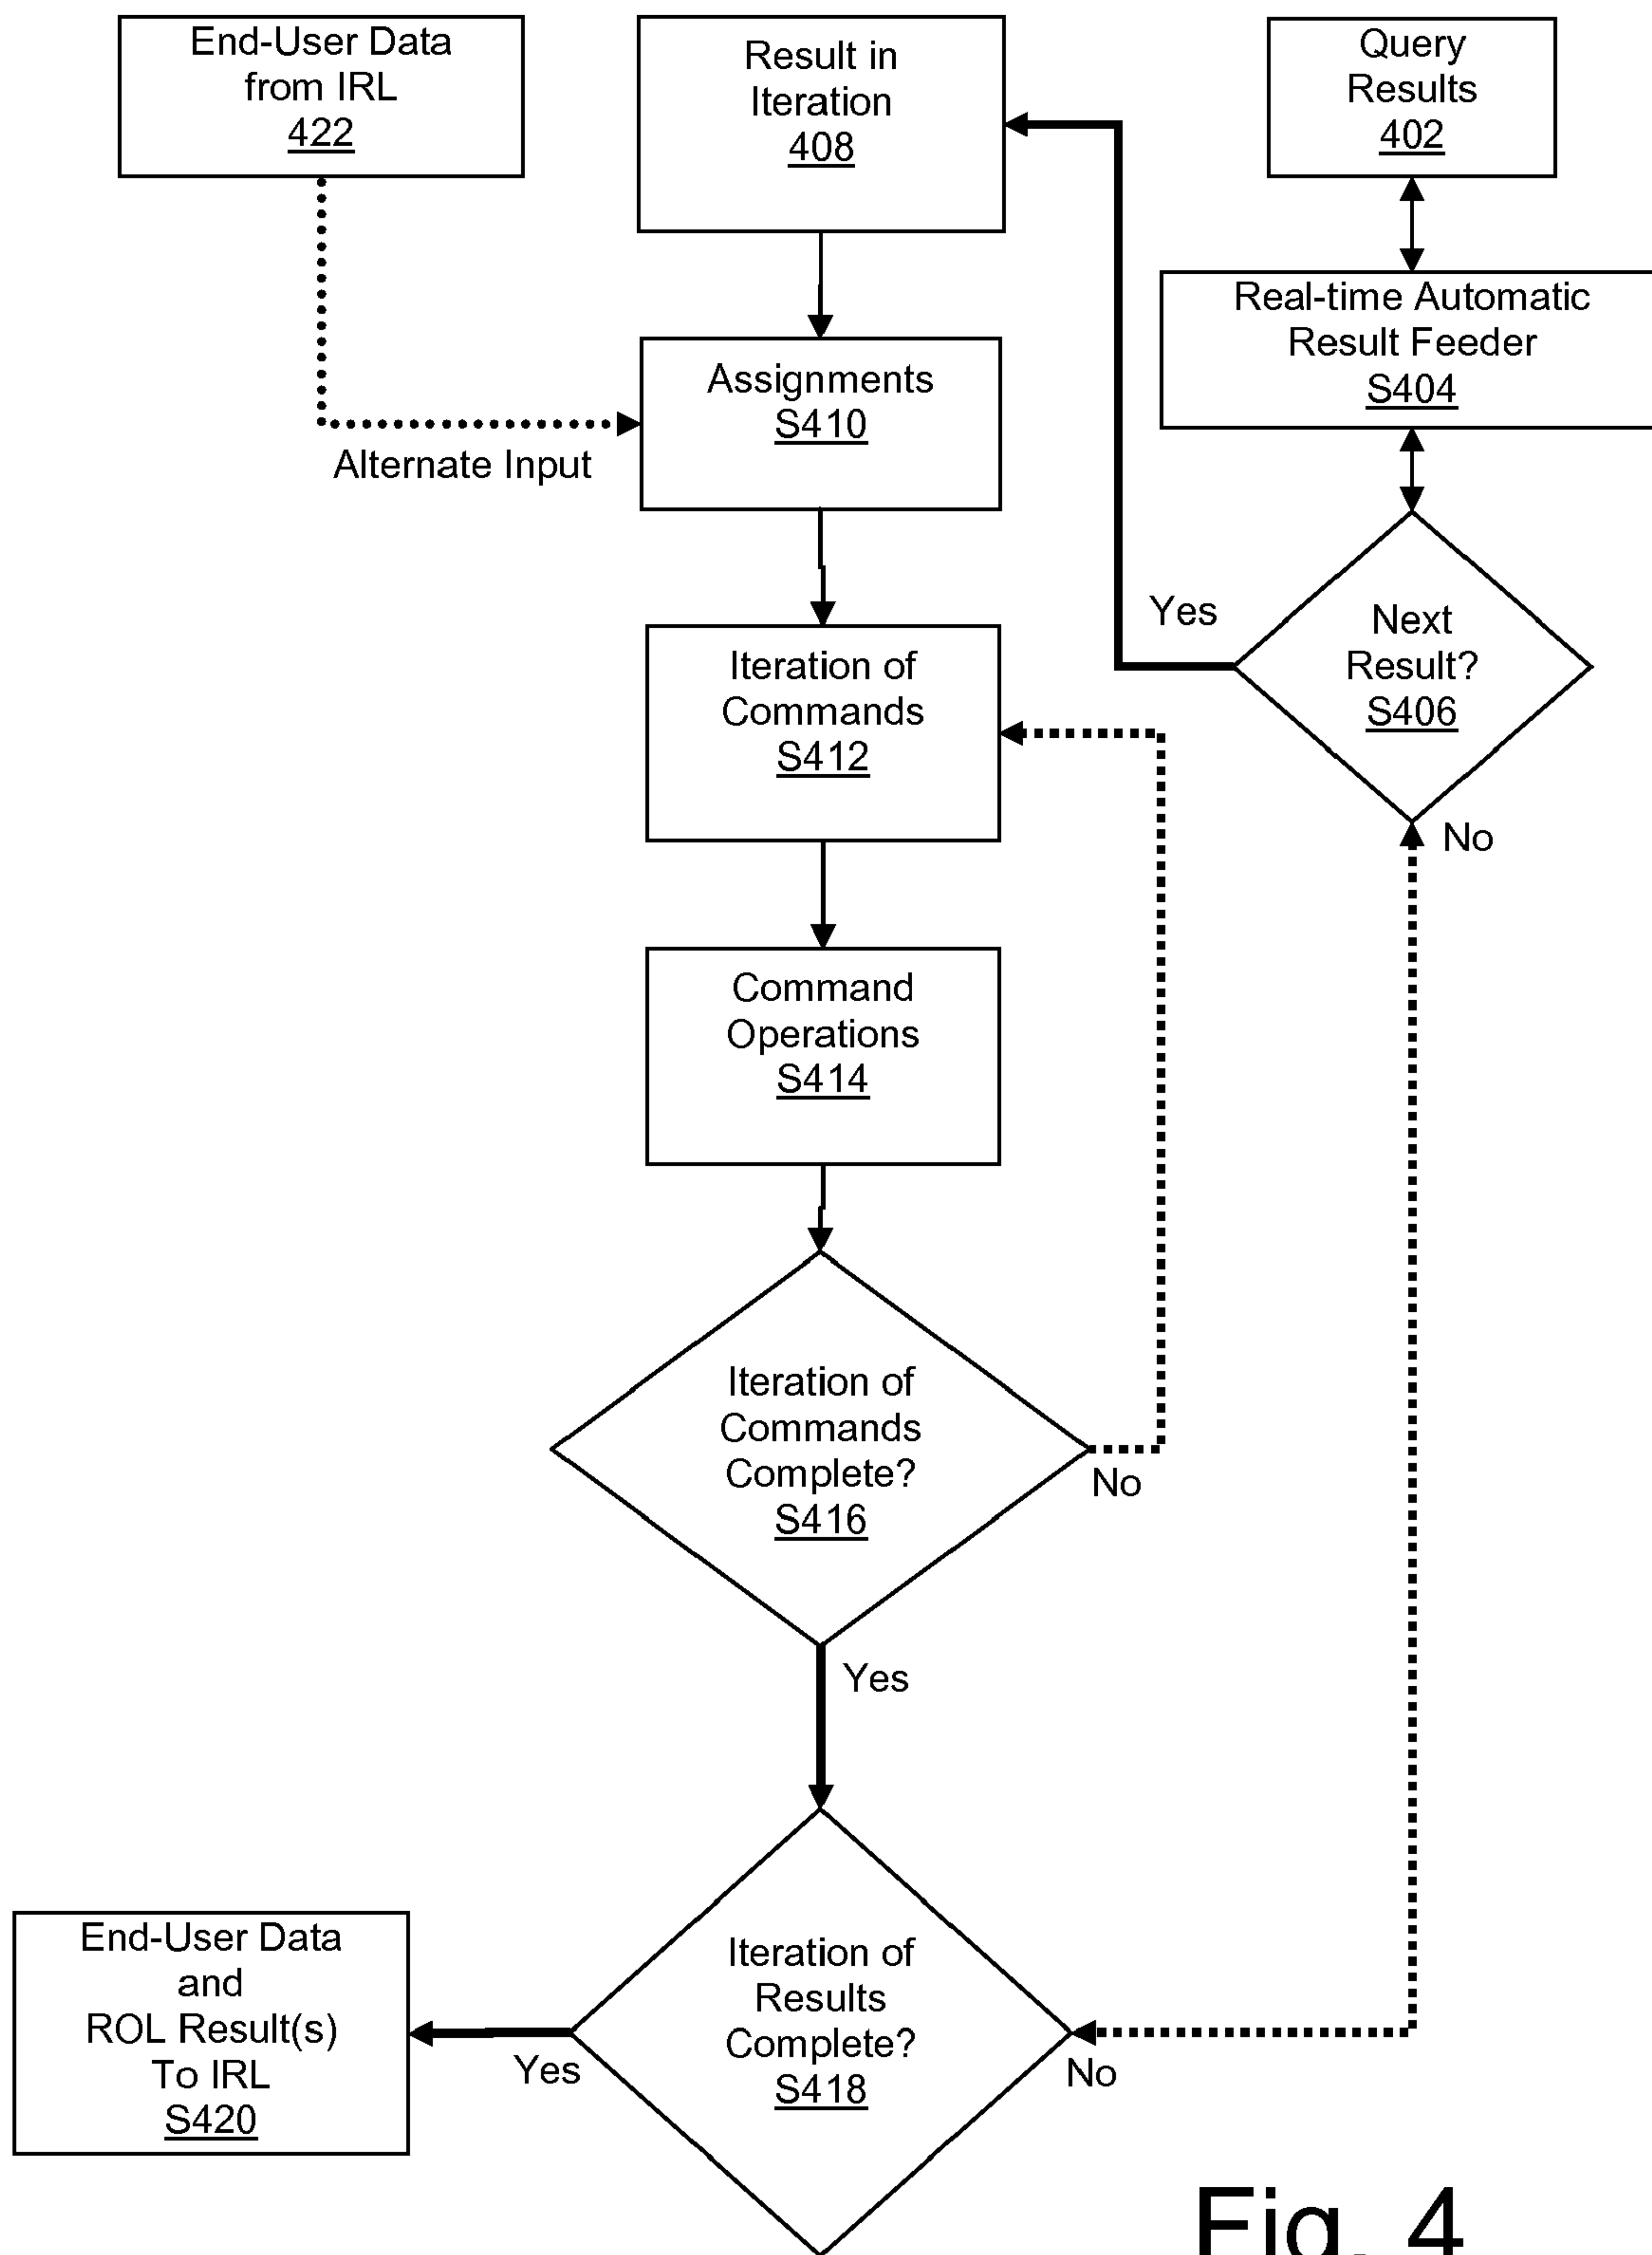 End-User Data
from IRL
422
Result in
Iteration
408
Query
Results
402
Real-time Automatic
Result Feeder
S404
Assignments
S410
Alternate Input
Yes
Next
Result?
S406
No
Iteration of
Commands
S412
Command
Operations
S414
Iteration of
Commands
Complete?
S416
No
Yes
End-User Data
and
ROL Result(s)
To IRL
S420
Yes
Iteration of
Results
Complete?
S418
No
Fig. 4